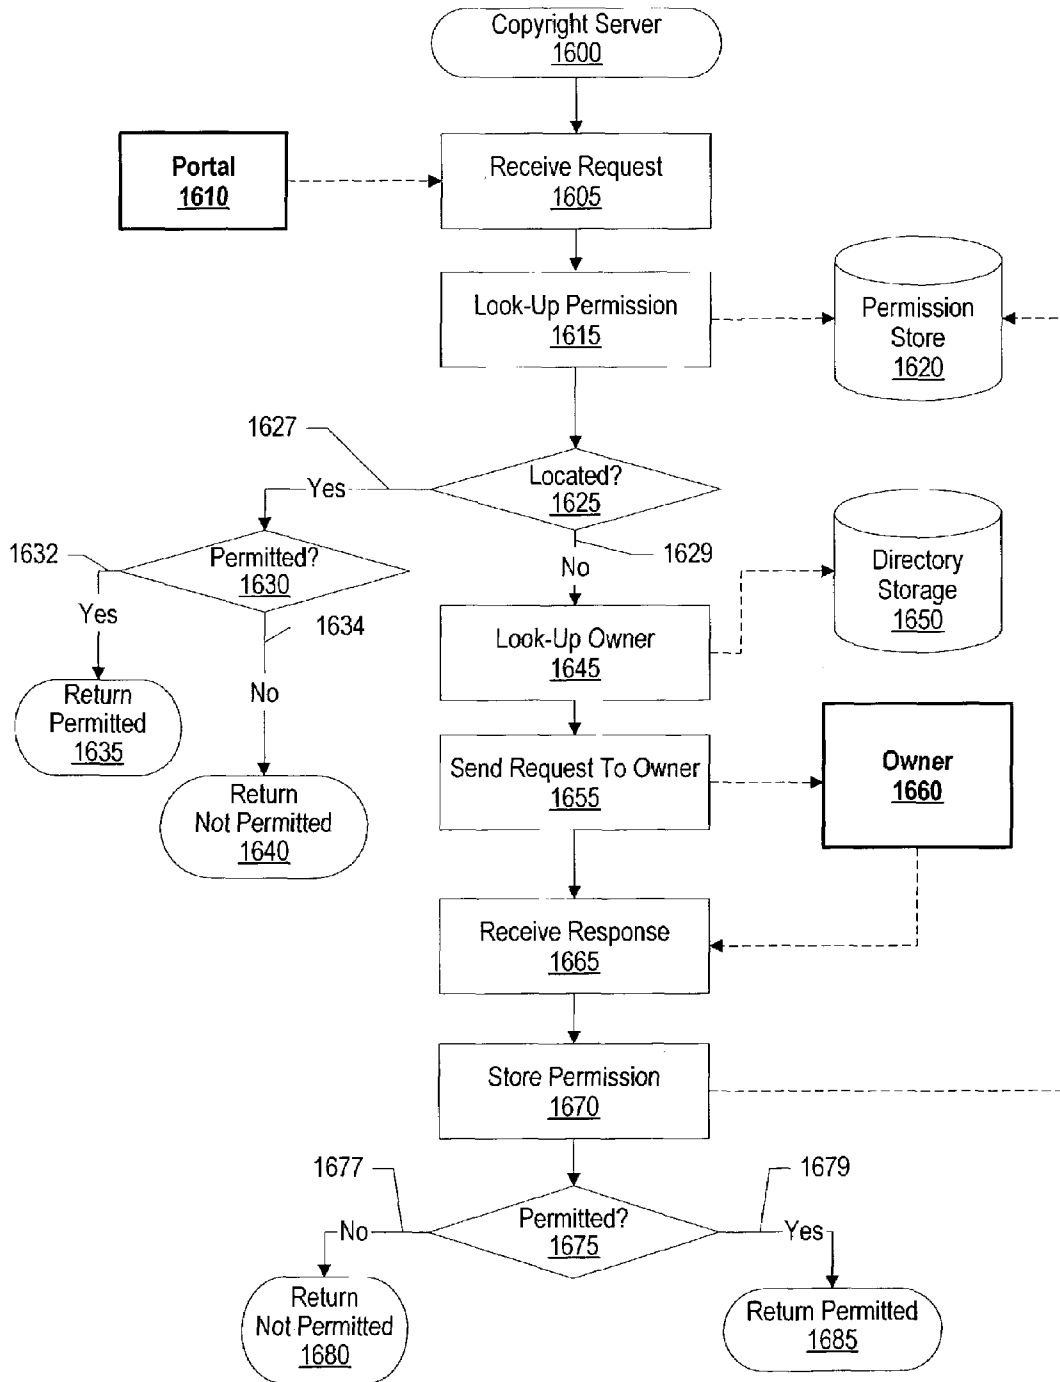 Copyright Server
1600
Portal
1610
Receive Request
1605
Look-Up Permission
1615
Permission
Store
1620
1627
Located?
1625
Yes
1629
No
1632
Permitted?
1630
Yes
1634
No
Return
Permitted
1635
Return
Not Permitted
1640
Directory
Storage
1650
Look-Up Owner
1645
Send Request To Owner
1655
Owner
1660
Receive Response
1665
Store Permission
1670
1677
1679
Permitted?
1675
No
Yes
Return
Not Permitted
1680
Return Permitted
1685